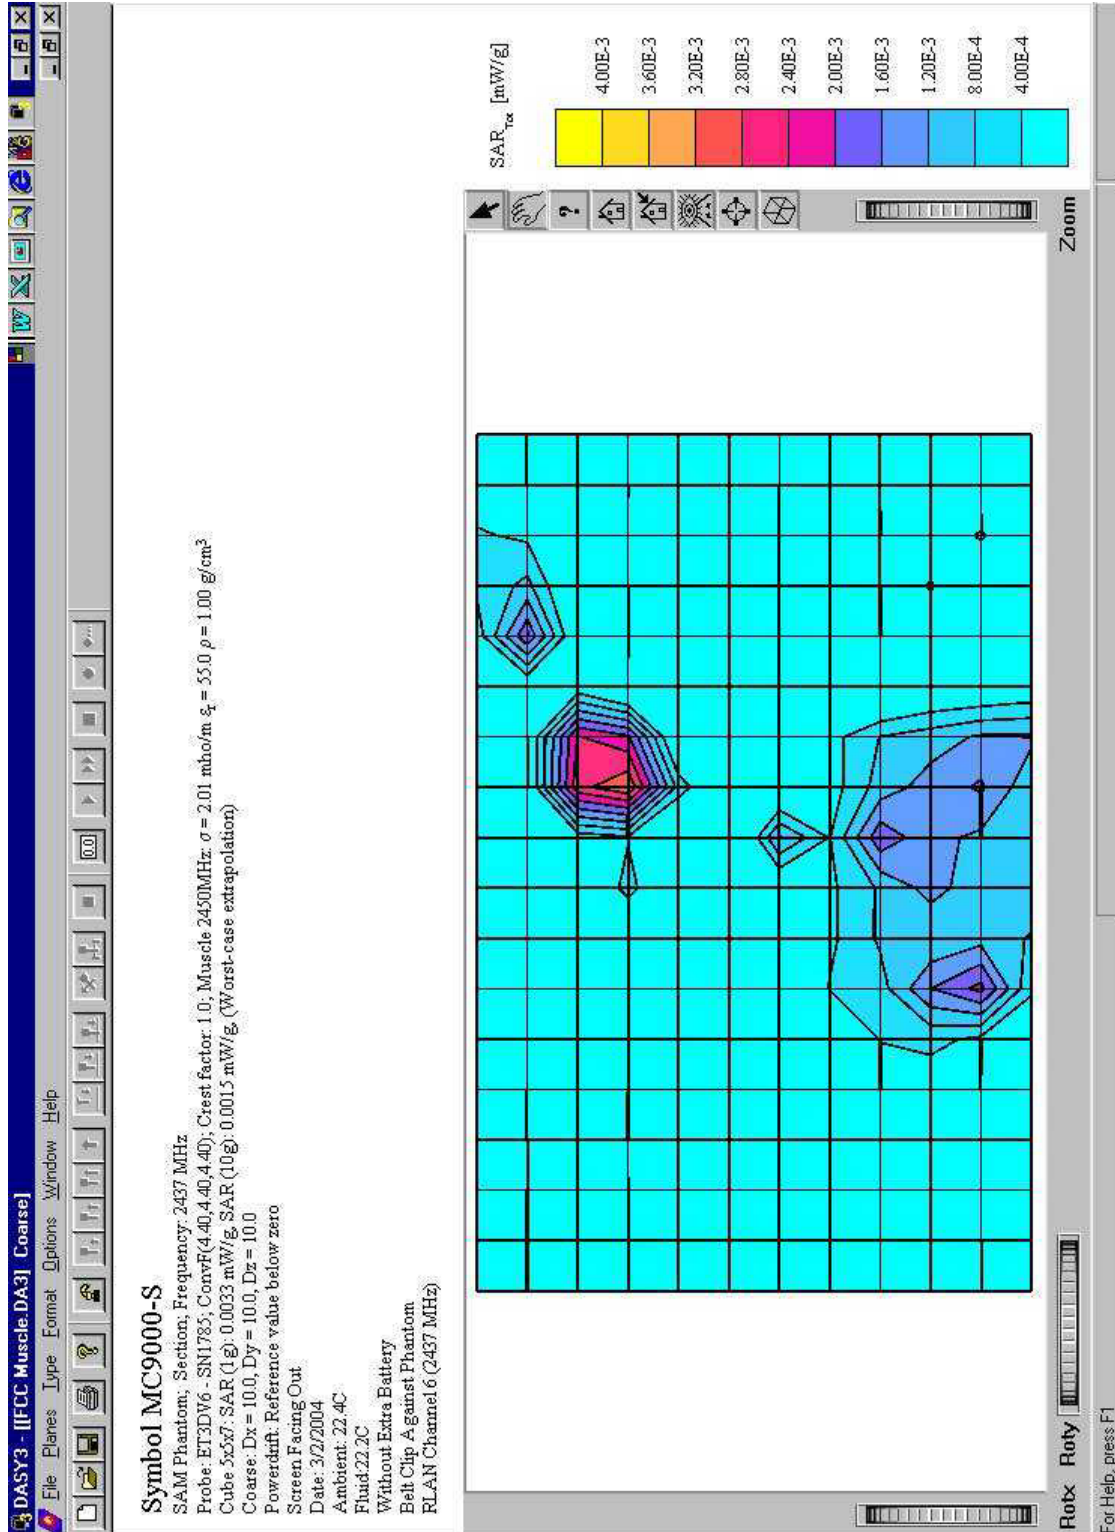 DASY3 - [[FCC Muscle.DA3] Coarse]
File Planes Type Format Options Window Help
Symbol MC9000-S
SAM Phantom; Section; Frequency: 2437 MHz
Probe: ET3DV6 - SN1785; ConvF(4.40,4.40,4.40); Crest factor: 1.0; Muscle 2450MHz: σ = 2.01 mho/m εr = 55.0 ρ = 1.00 g/cm³
Cube 5x5x7: SAR (1g): 0.0033 mW/g, SAR (10g): 0.0015 mW/g, (Worst-case extrapolation)
Coarse: Dx = 10.0, Dy = 10.0, Dz = 10.0
Powerdrift: Reference value below zero
Screen Facing Out
Date: 3/2/2004
Ambient: 22.4C
Fluid:22.2C
Without Extra Battery
Belt Clip Against Phantom
RLAN Channel 6 (2437 MHz)
SARTot [mW/g]
4.00E-3
3.60E-3
3.20E-3
2.80E-3
2.40E-3
2.00E-3
1.60E-3
1.20E-3
8.00E-4
4.00E-4
Rotx Roty Zoom
For Help, press F1